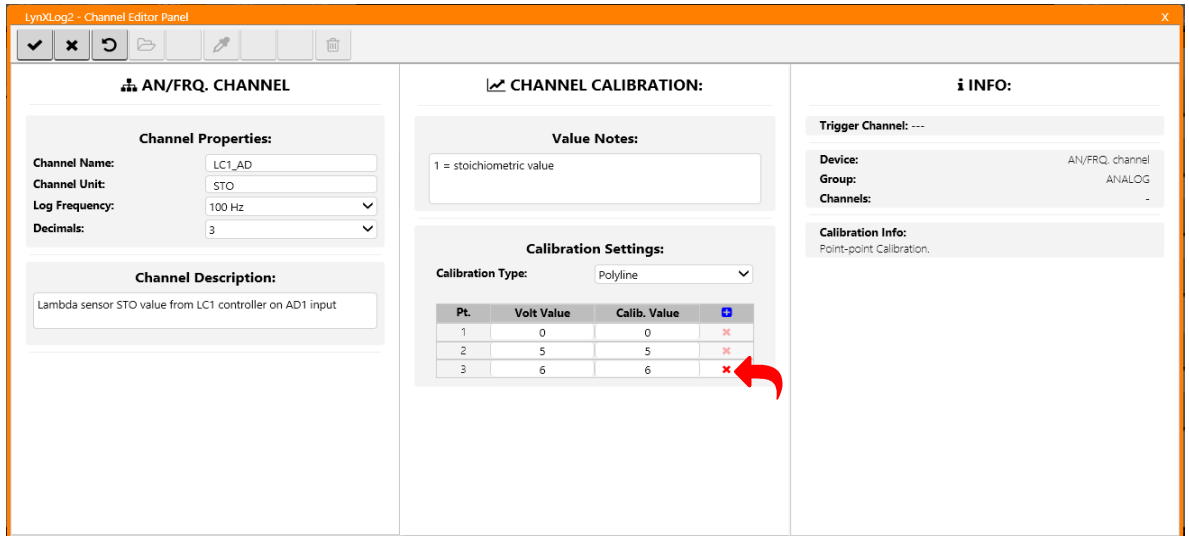 LynXLog2 - Channel Editor Panel
X
AN/FRQ. CHANNEL
Channel Properties:
Channel Name: LC1_AD
Channel Unit: STO
Log Frequency: 100 Hz
Decimals: 3
Channel Description:
Lambda sensor STO value from LC1 controller on AD1 input
CHANNEL CALIBRATION:
Value Notes:
1 = stoichiometric value
Calibration Settings:
Calibration Type: Polyline
Pt. Volt Value Calib. Value
1 0 0
2 5 5
3 6 6
INFO:
Trigger Channel: ---
Device: AN/FRQ. channel
Group: ANALOG
Channels: -
Calibration Info:
Point-point Calibration.